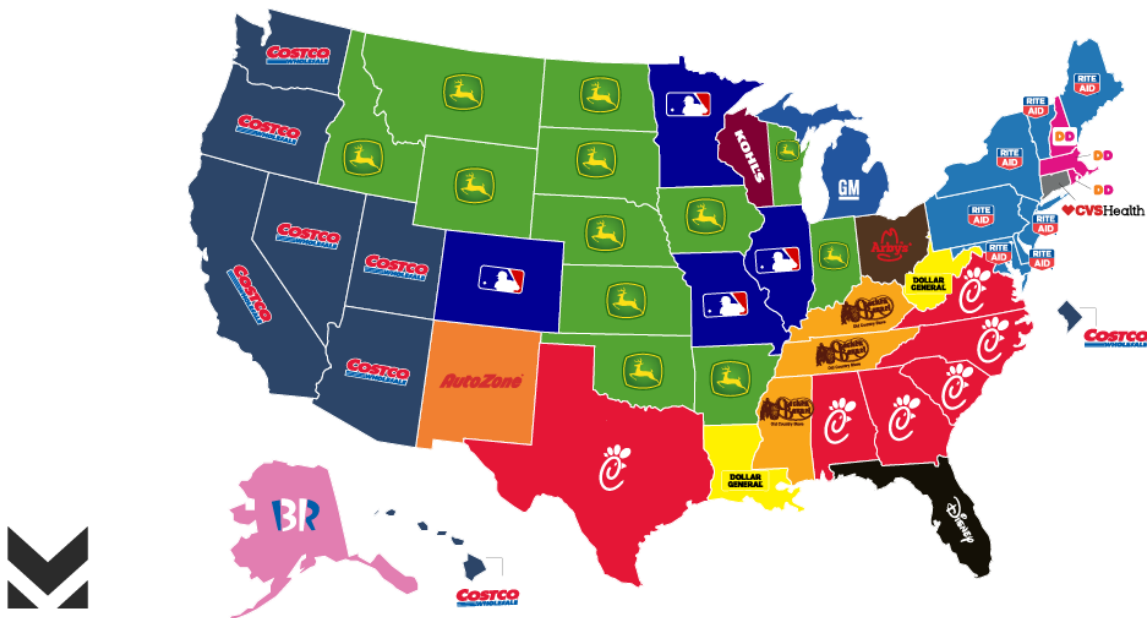 COSTCO
WHOLESALE
COSTCO
WHOLESALE
COSTCO
WHOLESALE
COSTCO
WHOLESALE
COSTCO
COSTCO
WHOLESALE
AutoZone
KOHL'S
GM
Arby's
RITE
AID
RITE
AID
RITE
AID
RITE
AID
RITE
AID
RITE
AID
RITE
AID
DD
DD
DD
CVSHealth
DOLLAR
GENERAL
Cracker
Barrel
Old Country Store
Cracker
Barrel
Old Country Store
Cracker
Barrel
Old Country Store
C
C
C
C
C
C
COSTCO
WHOLESALE
DOLLAR
GENERAL
Disney
BR
COSTCO
WHOLESALE